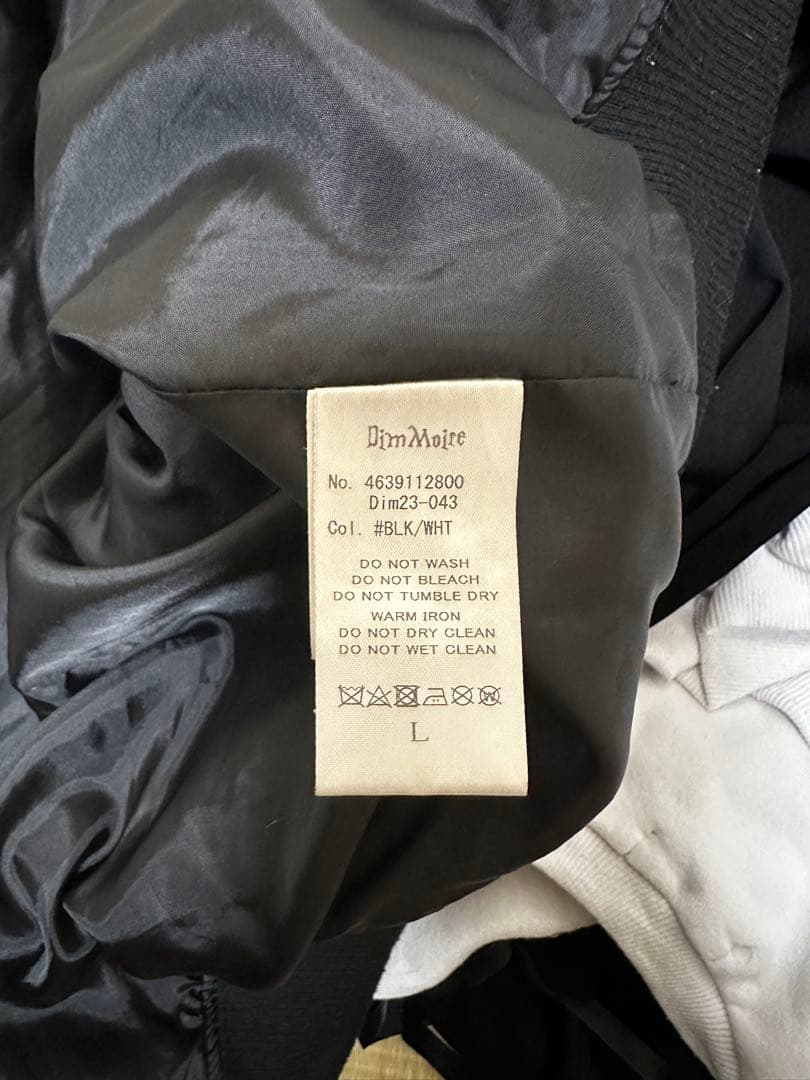 DimMoire
No. 4639112800
Dim23-043
Col. #BLK/WHT
DO NOT WASH
DO NOT BLEACH
DO NOT TUMBLE DRY
WARM IRON
DO NOT DRY CLEAN
DO NOT WET CLEAN
L